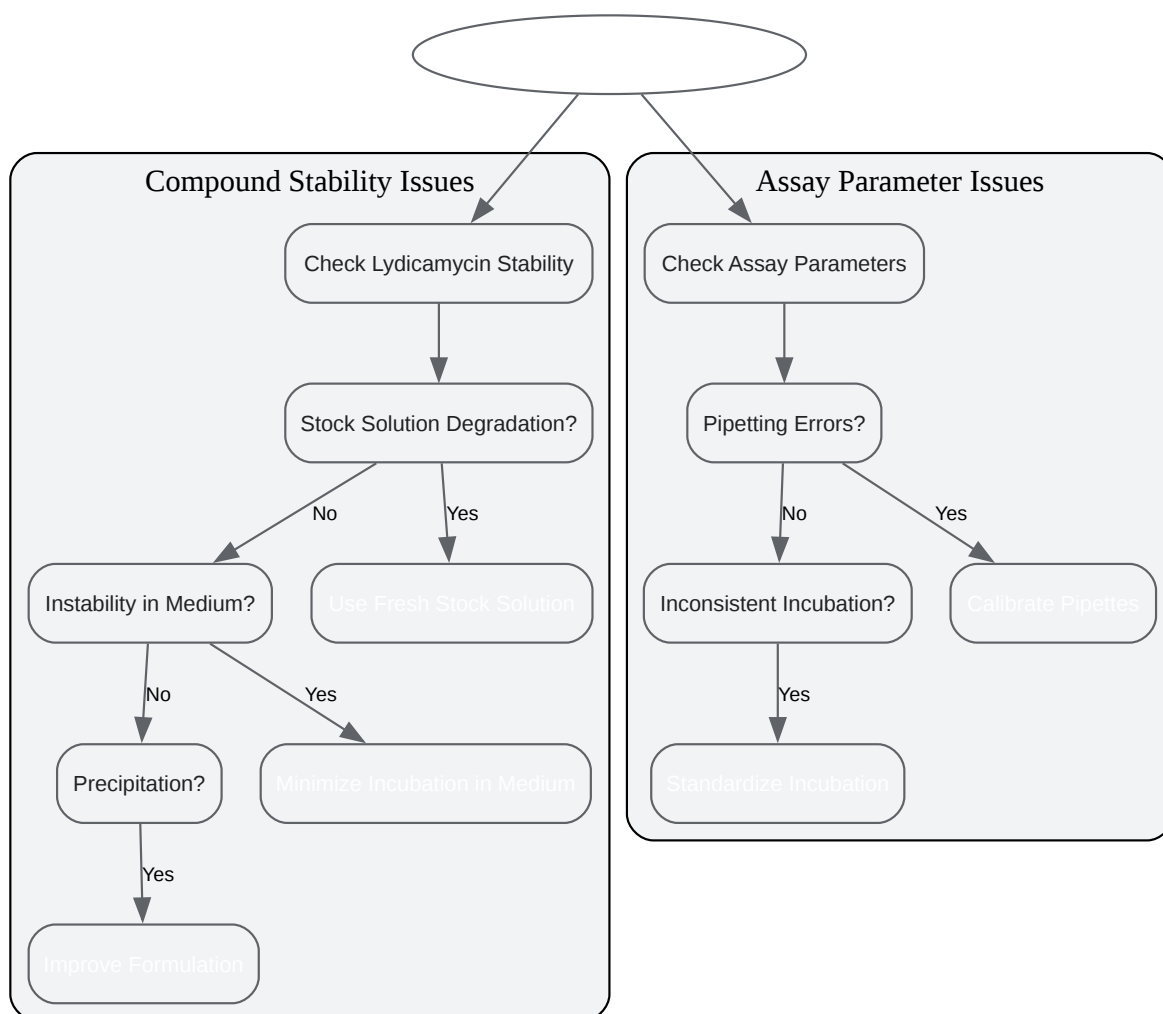 Compound Stability Issues
Assay Parameter Issues
Check Lydicamycin Stability
Check Assay Parameters
Stock Solution Degradation?
Pipetting Errors?
No
Yes
No
Yes
Instability in Medium?
Use Fresh Stock Solution
Inconsistent Incubation?
Calibrate Pipettes
No
Yes
Yes
Precipitation?
Minimize Incubation in Medium
Standardize Incubation
Yes
Improve Formulation